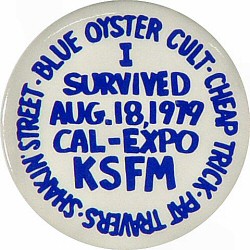 BLUE OYSTER CULT · CHEAP TRICK · PAT TRAVERS · SHAKIN' STREET ·
I
SURVIVED
AUG. 18, 1979
CAL-EXPO
KSFM